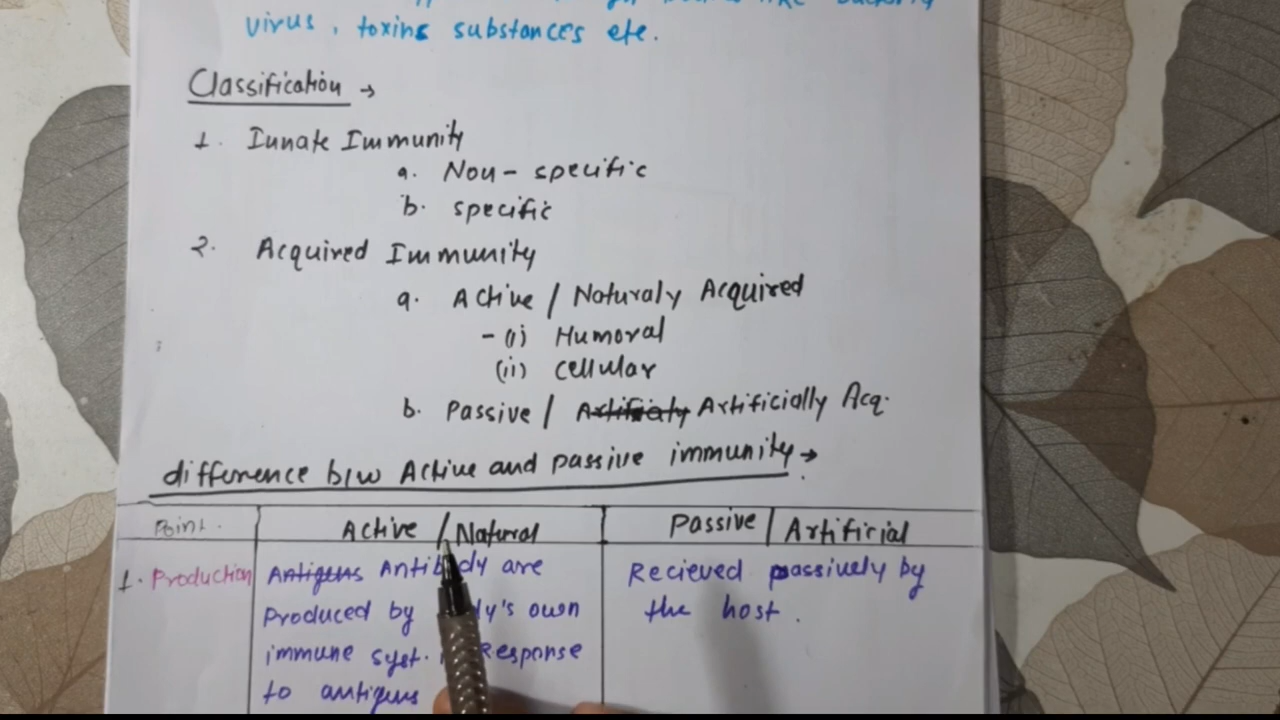 virus, toxins substances etc.
Classification →
1. Innate Immunity
a. Non-specific
b. specific
2. Acquired Immunity
a. Active / Naturaly Acquired
- (i) Humoral
(ii) cellular
b. Passive / Artificialy Artificially Acq.
difference b/w Active and passive immunity →
Point. Active / Natural Passive / Artificial
1. Production Antigens Antibody are Recieved passively by
Produced by own the host.
immune syst. Response
to antigens